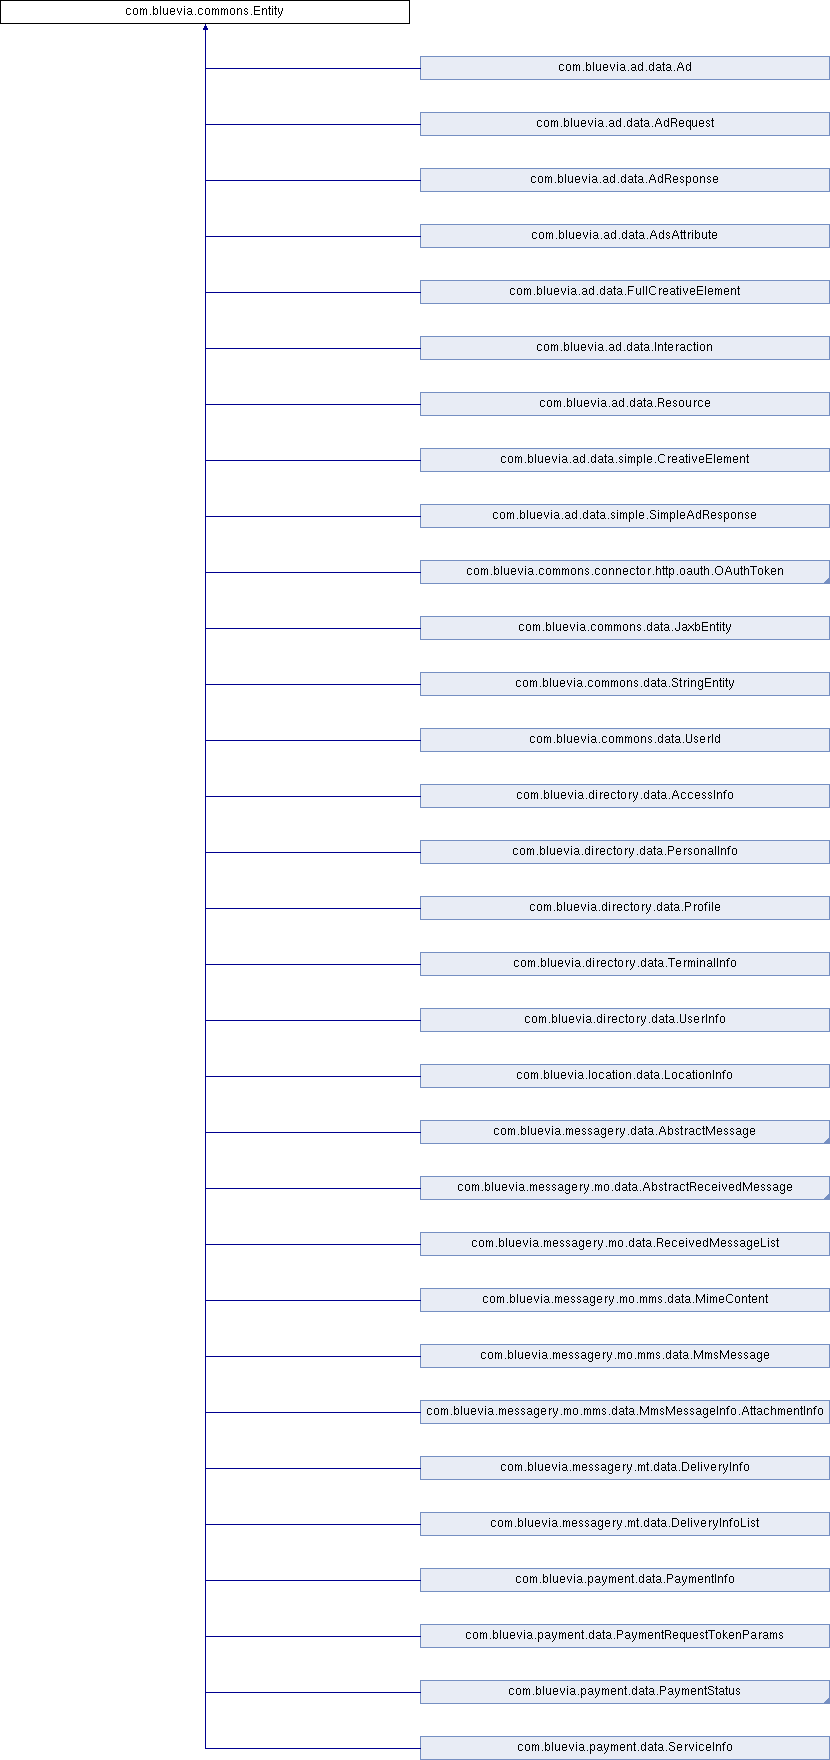 com.bluevia.commons.Entity
com.bluevia.ad.data.Ad
com.bluevia.ad.data.AdRequest
com.bluevia.ad.data.AdResponse
com.bluevia.ad.data.AdsAttribute
com.bluevia.ad.data.FullCreativeElement
com.bluevia.ad.data.Interaction
com.bluevia.ad.data.Resource
com.bluevia.ad.data.simple.CreativeElement
com.bluevia.ad.data.simple.SimpleAdResponse
com.bluevia.commons.connector.http.oauth.OAuthToken
com.bluevia.commons.data.JaxbEntity
com.bluevia.commons.data.StringEntity
com.bluevia.commons.data.UserId
com.bluevia.directory.data.AccessInfo
com.bluevia.directory.data.PersonalInfo
com.bluevia.directory.data.Profile
com.bluevia.directory.data.TerminalInfo
com.bluevia.directory.data.UserInfo
com.bluevia.location.data.LocationInfo
com.bluevia.messagery.data.AbstractMessage
com.bluevia.messagery.mo.data.AbstractReceivedMessage
com.bluevia.messagery.mo.data.ReceivedMessageList
com.bluevia.messagery.mo.mms.data.MimeContent
com.bluevia.messagery.mo.mms.data.MmsMessage
com.bluevia.messagery.mo.mms.data.MmsMessageInfo.AttachmentInfo
com.bluevia.messagery.mt.data.DeliveryInfo
com.bluevia.messagery.mt.data.DeliveryInfoList
com.bluevia.payment.data.PaymentInfo
com.bluevia.payment.data.PaymentRequestTokenParams
com.bluevia.payment.data.PaymentStatus
com.bluevia.payment.data.ServiceInfo